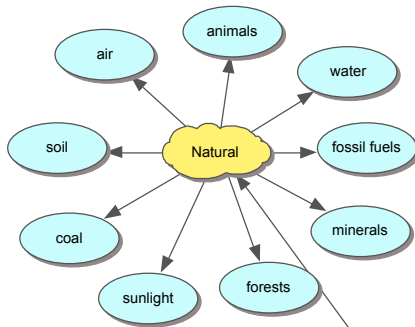 animals
air
water
soil
Natural
fossil fuels
coal
minerals
sunlight
forests